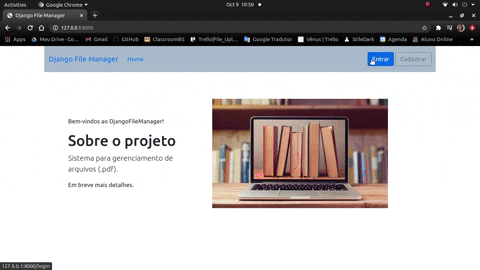 Activities
Google Chrome
Oct 9 10:50
Django File Manager
127.0.0.1:8000
Apps
Meu Drive - Go...
Gmail
GitHub
ClassroomBS
Trello|File_Upl...
Google Tradutor
Vênus | Trello
StileDark
Agenda
Aluno Online
Django File Manager
Home
Entrar
Cadastrar
Bem-vindos ao DjangoFileManager!
Sobre o projeto
Sistema para gerenciamento de
arquivos (.pdf).
Em breve mais detalhes.
127.0.0.1:8000/login